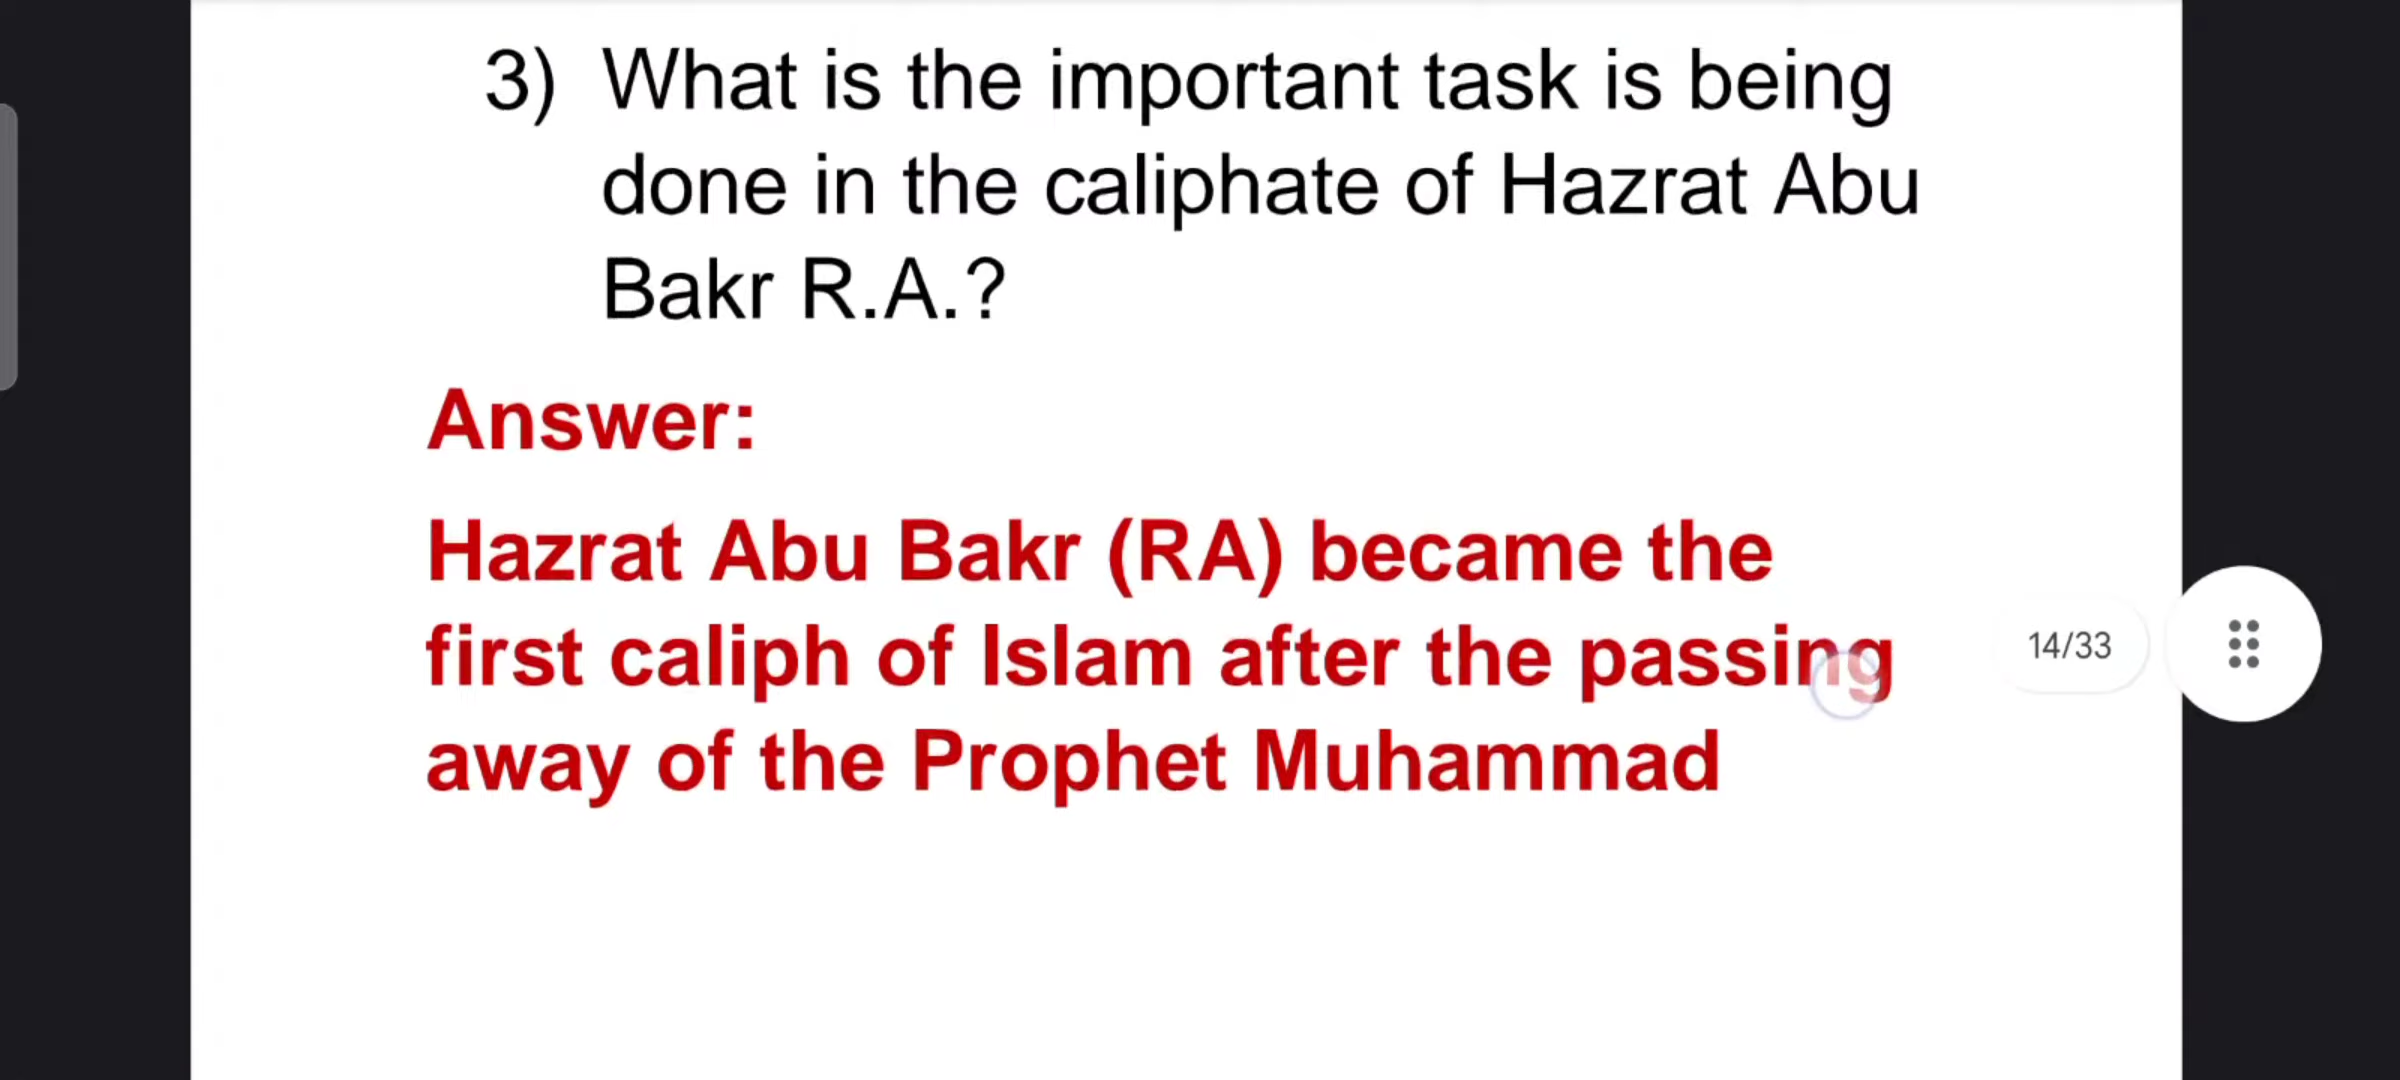 3) What is the important task is being
done in the caliphate of Hazrat Abu
Bakr R.A.?
Answer:
Hazrat Abu Bakr (RA) became the
first caliph of Islam after the passing
away of the Prophet Muhammad
14/33